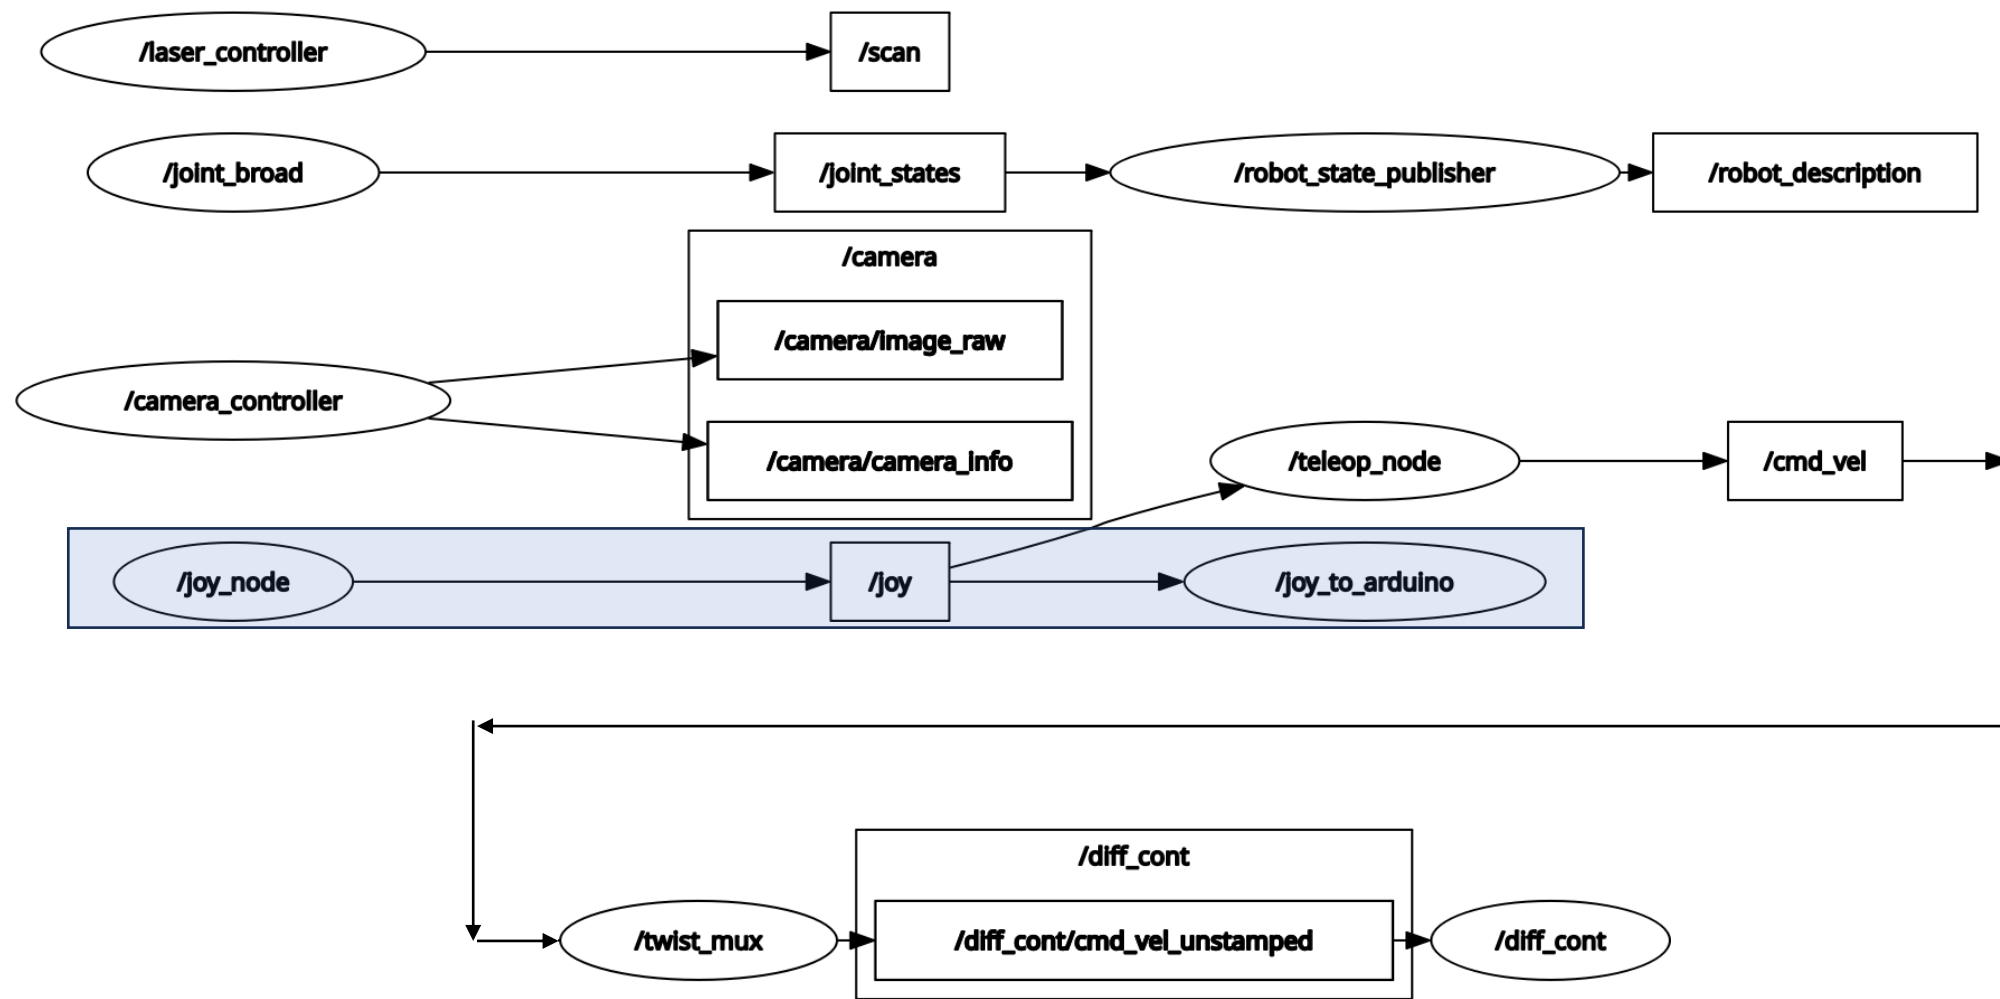 /laser_controller
/scan
/joint_broad
/joint_states
/robot_state_publisher
/robot_description
/camera
/camera/image_raw
/camera_controller
/camera/camera_info
/teleop_node
/cmd_vel
/joy_node
/joy
/joy_to_arduino
/diff_cont
/twist_mux
/diff_cont/cmd_vel_unstamped
/diff_cont